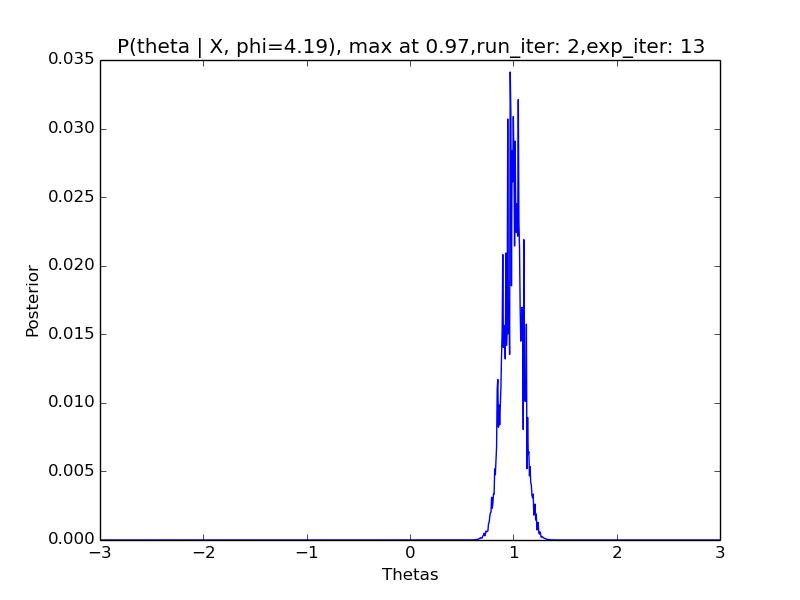 P(theta | X, phi=4.19), max at 0.97,run_iter: 2,exp_iter: 13
0.035
0.030
0.025
0.020
0.015
0.010
0.005
0.000
Posterior
−3 −2 −1 0 1 2 3
Thetas